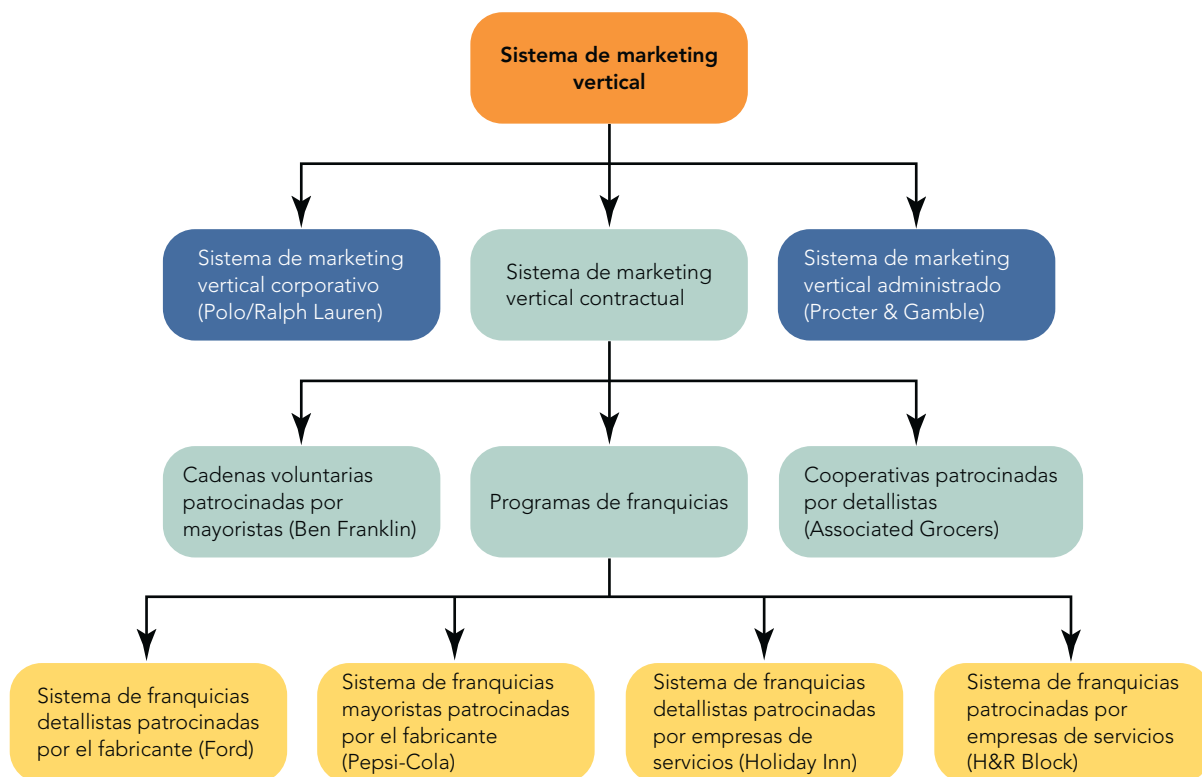 Sistema de marketing
vertical
Sistema de marketing
vertical corporativo
(Polo/Ralph Lauren)
Sistema de marketing
vertical contractual
Sistema de marketing
vertical administrado
(Procter & Gamble)
Cadenas voluntarias
patrocinadas por
mayoristas (Ben Franklin)
Programas de franquicias
Cooperativas patrocinadas
por detallistas
(Associated Grocers)
Sistema de franquicias
detallistas patrocinadas
por el fabricante (Ford)
Sistema de franquicias
mayoristas patrocinadas
por el fabricante
(Pepsi-Cola)
Sistema de franquicias
detallistas patrocinadas
por empresas de
servicios (Holiday Inn)
Sistema de franquicias
patrocinadas por
empresas de servicios
(H&R Block)